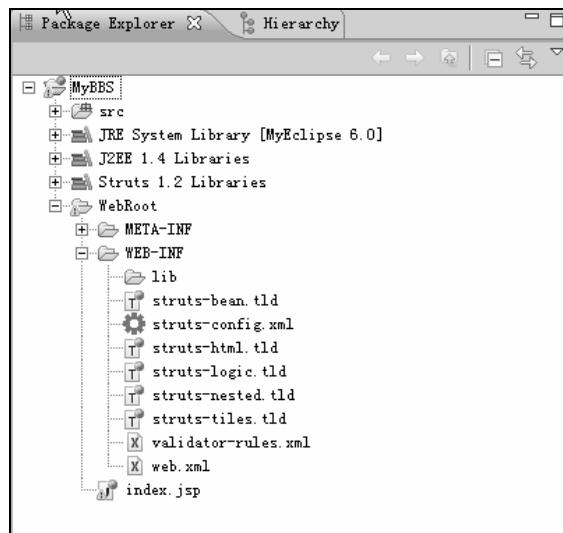 Package Explorer Hierarchy
MyBBS
src
JRE System Library [MyEclipse 6.0]
J2EE 1.4 Libraries
Struts 1.2 Libraries
WebRoot
META-INF
WEB-INF
lib
struts-bean.tld
struts-config.xml
struts-html.tld
struts-logic.tld
struts-nested.tld
struts-tiles.tld
validator-rules.xml
web.xml
index.jsp